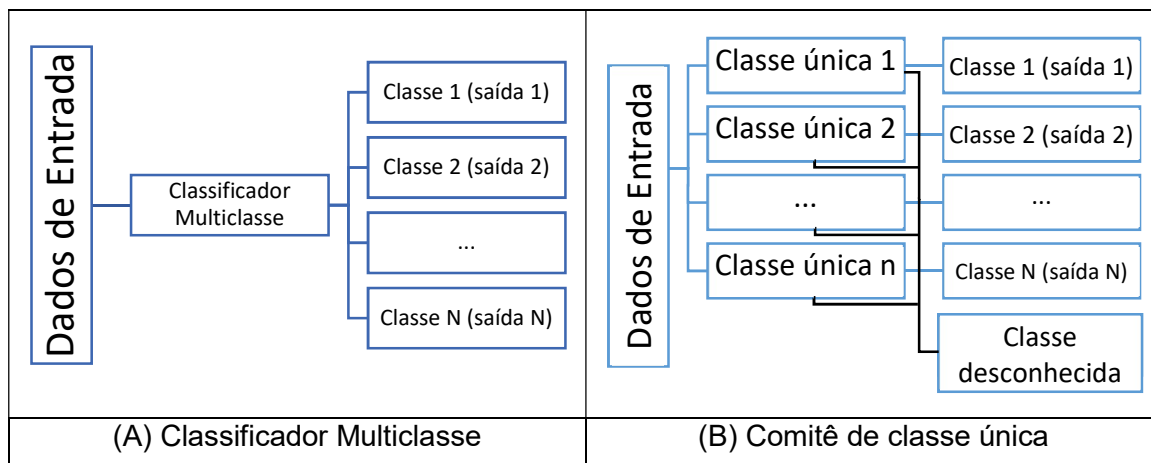 Dados de Entrada
Classificador
Multiclasse
Classe 1 (saída 1)
Classe 2 (saída 2)
...
Classe N (saída N)
Dados de Entrada
Classe única 1
Classe única 2
...
Classe única n
Classe 1 (saída 1)
Classe 2 (saída 2)
...
Classe N (saída N)
Classe
desconhecida
(A) Classificador Multiclasse
(B) Comitê de classe única